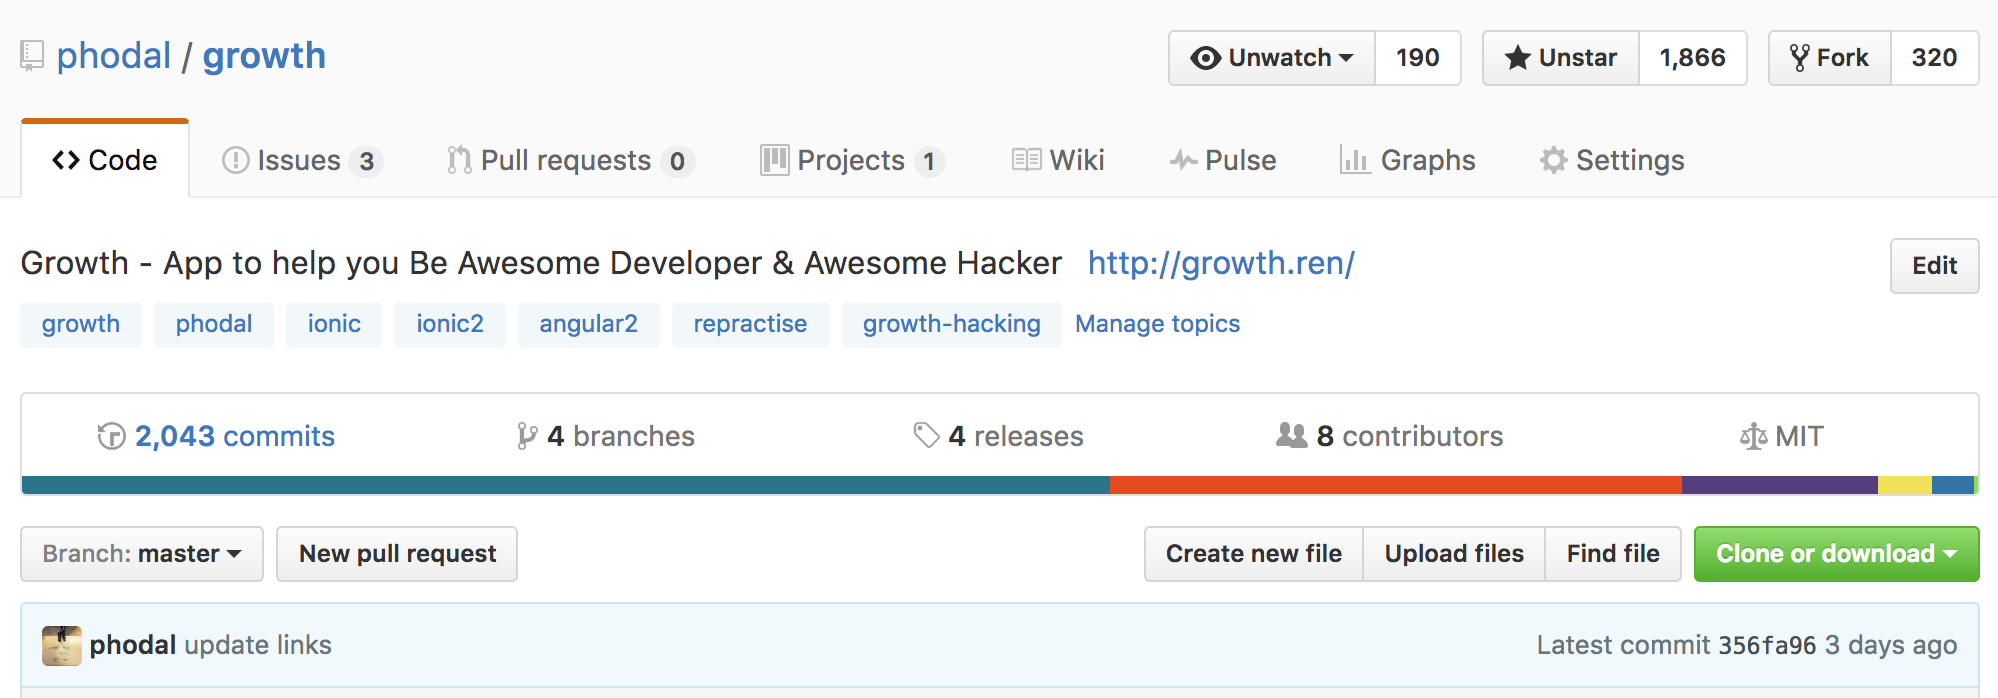 phodal / growth Unwatch 190 Unstar 1,866 Fork 320
Code Issues 3 Pull requests 0 Projects 1 Wiki Pulse Graphs Settings
Growth - App to help you Be Awesome Developer & Awesome Hacker http://growth.ren/ Edit
growth phodal ionic ionic2 angular2 repractise growth-hacking Manage topics
2,043 commits 4 branches 4 releases 8 contributors MIT
Branch: master New pull request Create new file Upload files Find file Clone or download
phodal update links Latest commit 356fa96 3 days ago